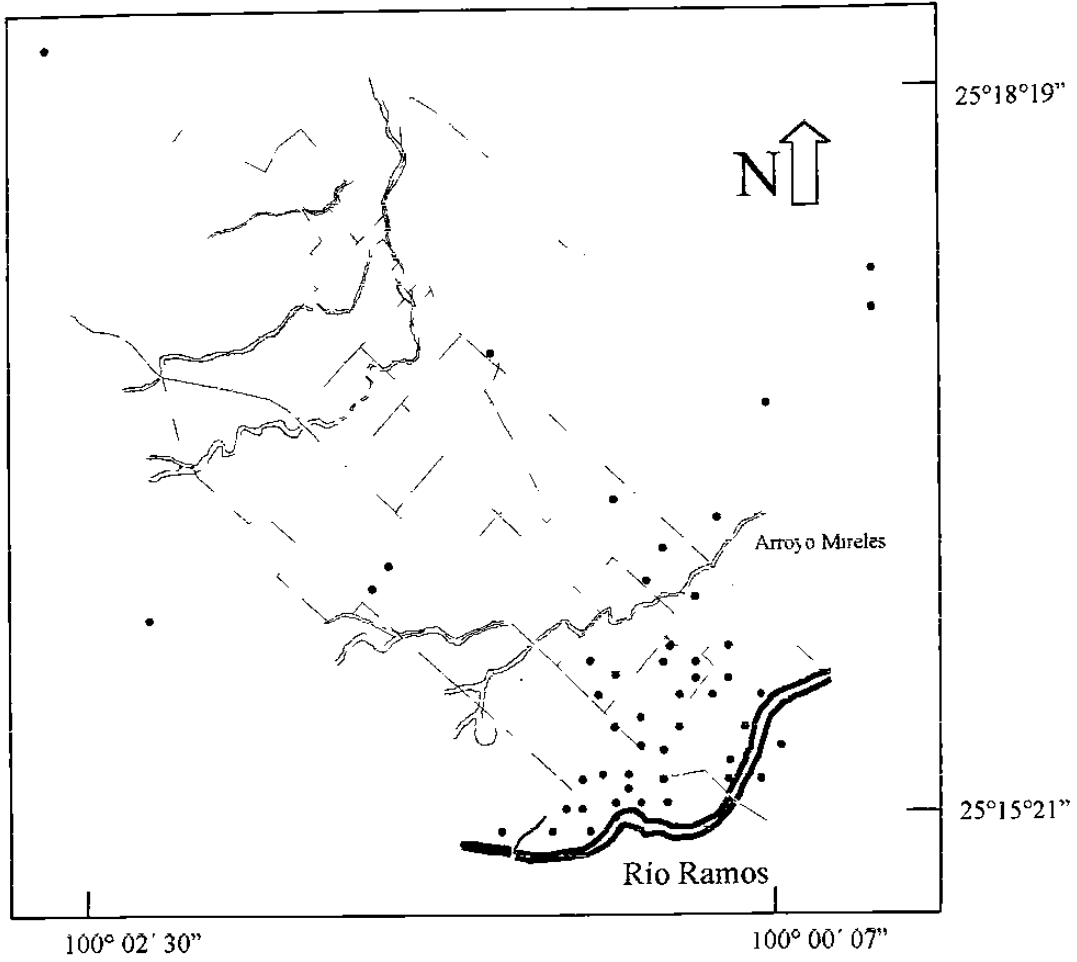 25°18°19”
N
Arroyo Mireles
25°15°21”
Río Ramos
100° 02´ 30”
100° 00´ 07”